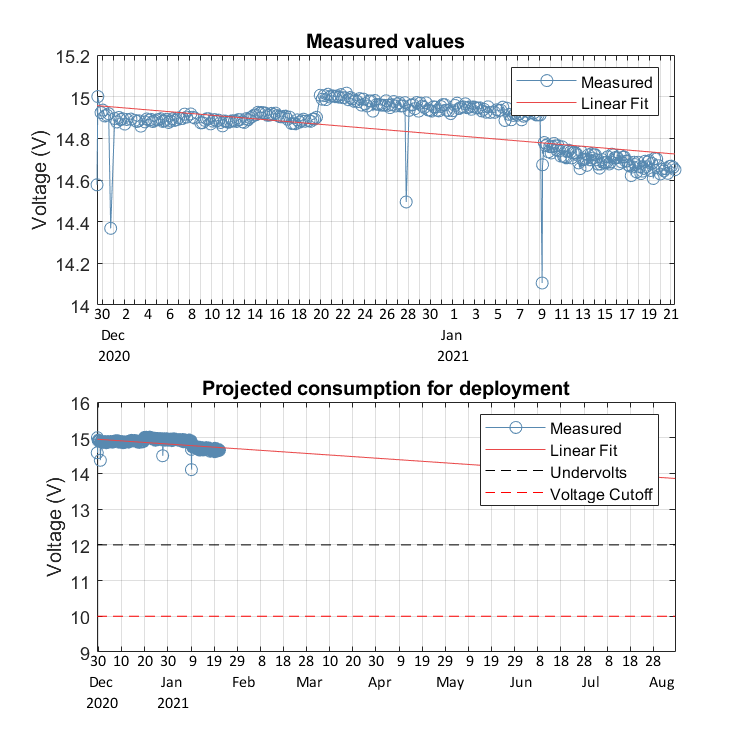 Measured values
15.2
15
14.8
14.6
14.4
14.2
14
Voltage (V)
Measured
Linear Fit
30 2 4 6 8 10 12 14 16 18 20 22 24 26 28 30 1 3 5 7 9 11 13 15 17 19 21
Dec Jan
2020 2021
Projected consumption for deployment
16
15
14
13
12
11
10
9
Voltage (V)
Measured
Linear Fit
Undervolts
Voltage Cutoff
30 10 20 30 9 19 29 8 18 28 10 20 30 9 19 29 9 19 29 8 18 28 8 18 28
Dec Jan Feb Mar Apr May Jun Jul Aug
2020 2021